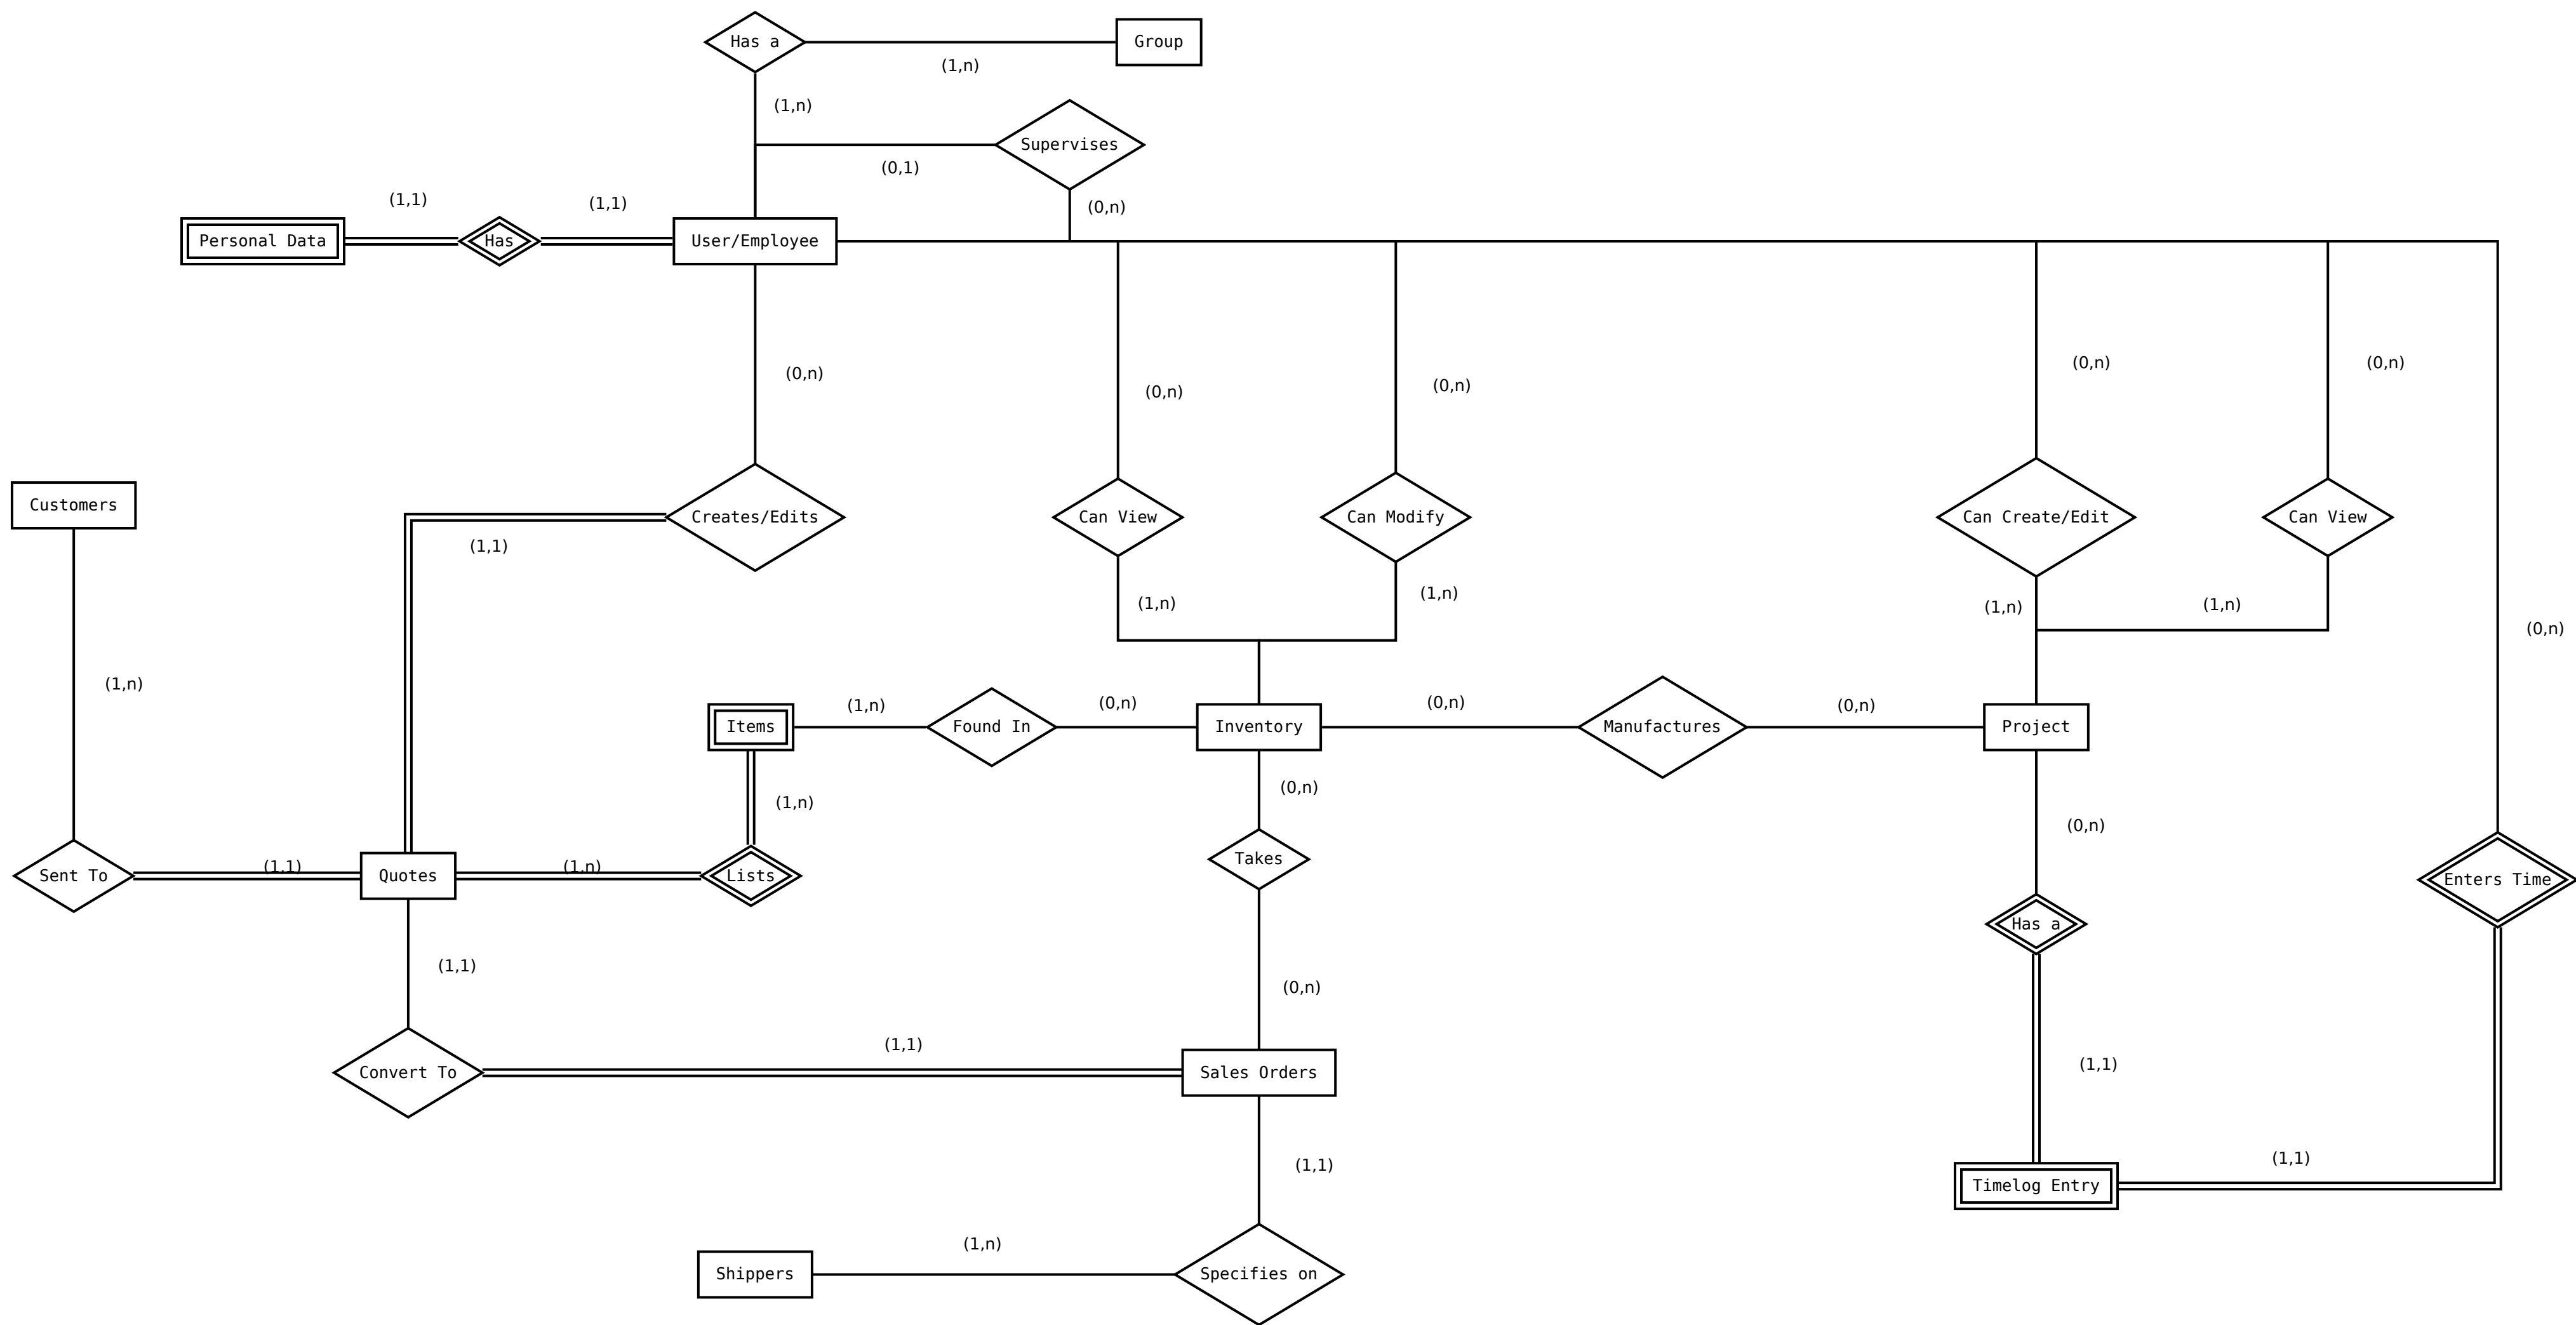 Has a
Group
(1,n)
(1,n)
Supervises
(0,1)
(1,1)
(1,1)
(0,n)
Personal Data
Has
User/Employee
(0,n)
(0,n)
(0,n)
(0,n)
(0,n)
Customers
Creates/Edits
Can View
Can Modify
Can Create/Edit
Can View
(1,1)
(1,n)
(1,n)
(1,n)
(1,n)
(0,n)
(1,n)
(1,n)
(0,n)
(0,n)
(0,n)
Items
Found In
Inventory
Manufactures
Project
(1,n)
(0,n)
(0,n)
Takes
(1,1)
(1,n)
Sent To
Quotes
Lists
Enters Time
Has a
(1,1)
(0,n)
(1,1)
(1,1)
Convert To
Sales Orders
(1,1)
(1,1)
Timelog Entry
(1,n)
Shippers
Specifies on